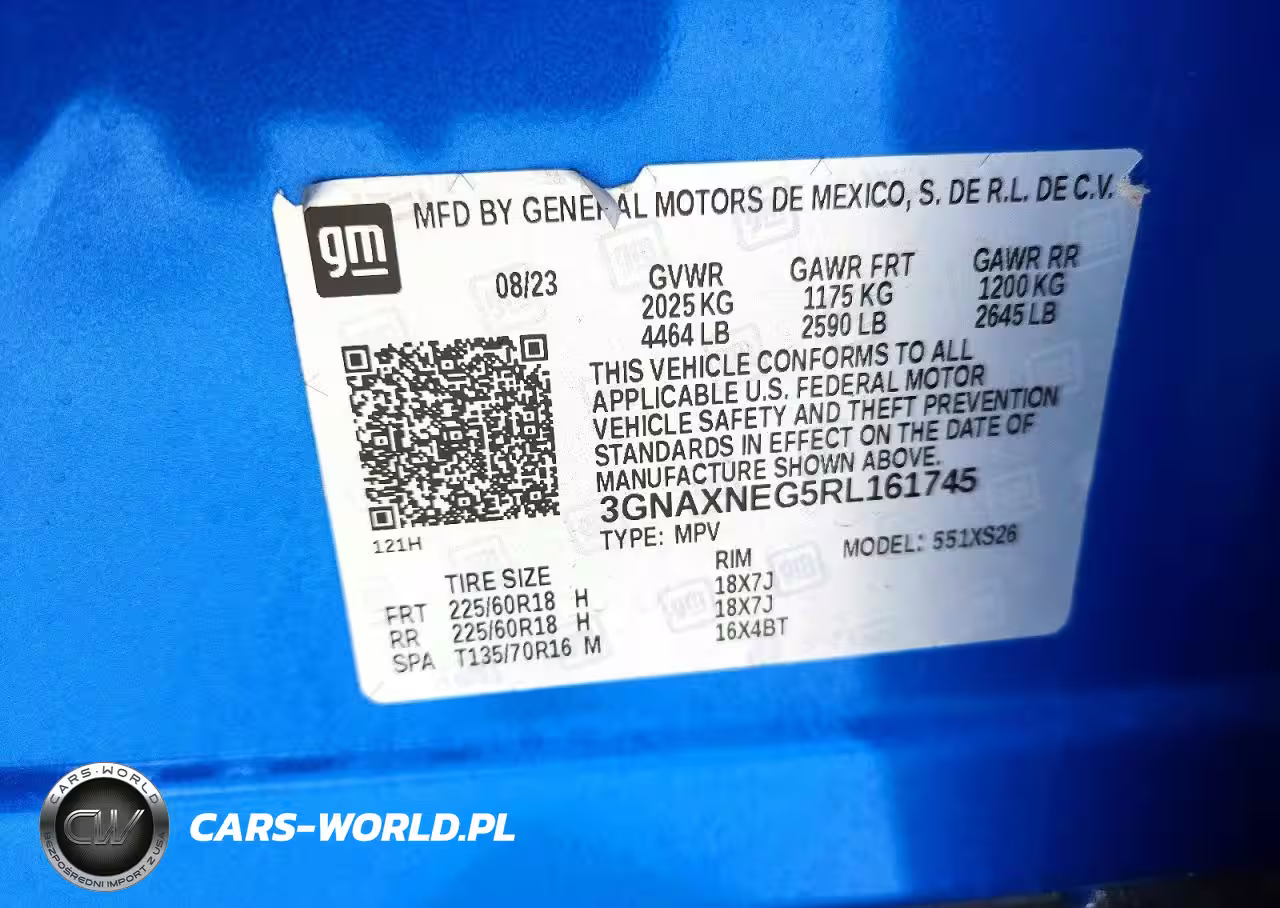 gm
MFD BY GENERAL MOTORS DE MEXICO, S. DE R.L. DE C.V.
08/23
GVWR GAWR FRT GAWR RR
2025 KG 1175 KG 1200 KG
4464 LB 2590 LB 2645 LB
THIS VEHICLE CONFORMS TO ALL
APPLICABLE U.S. FEDERAL MOTOR
VEHICLE SAFETY AND THEFT PREVENTION
STANDARDS IN EFFECT ON THE DATE OF
MANUFACTURE SHOWN ABOVE.
3GNAXNEG5RL161745
TYPE: MPV MODEL: 551XS26
121H
TIRE SIZE RIM
FRT 225/60R18 H 18X7J
RR 225/60R18 H 18X7J
SPA T135/70R16 M 16X4BT
CARS-WORLD
CW
BEZPOŚREDNI IMPORT Z USA
CARS-WORLD.PL